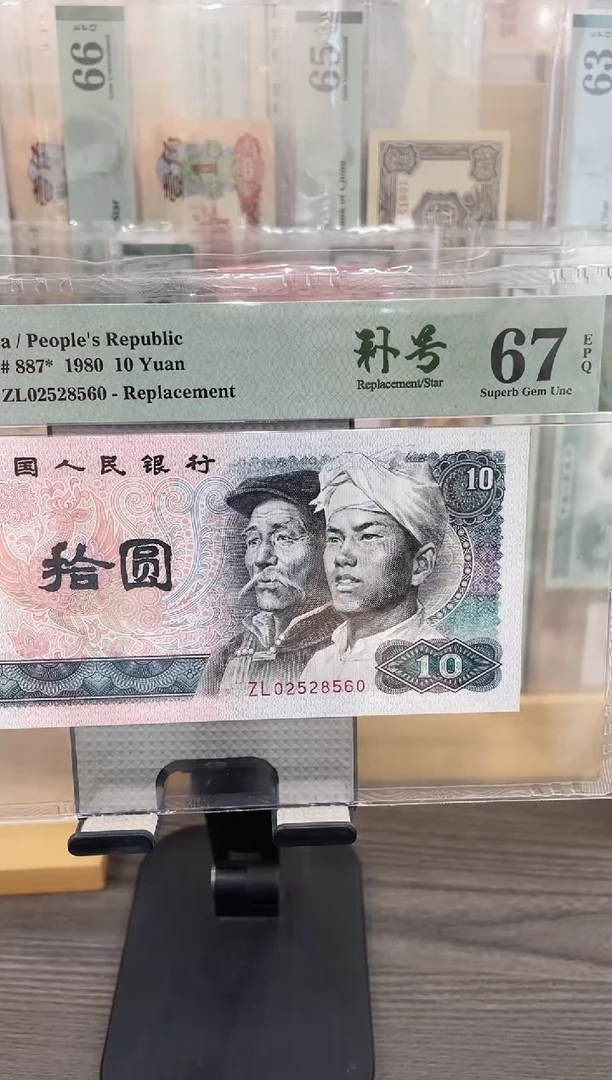 66
65
63
a / People's Republic
# 887* 1980 10 Yuan
ZL02528560 - Replacement
补号
Replacement/Star
67
EPQ
Superb Gem Unc
国人民银行
10
拾圆
10
ZL02528560